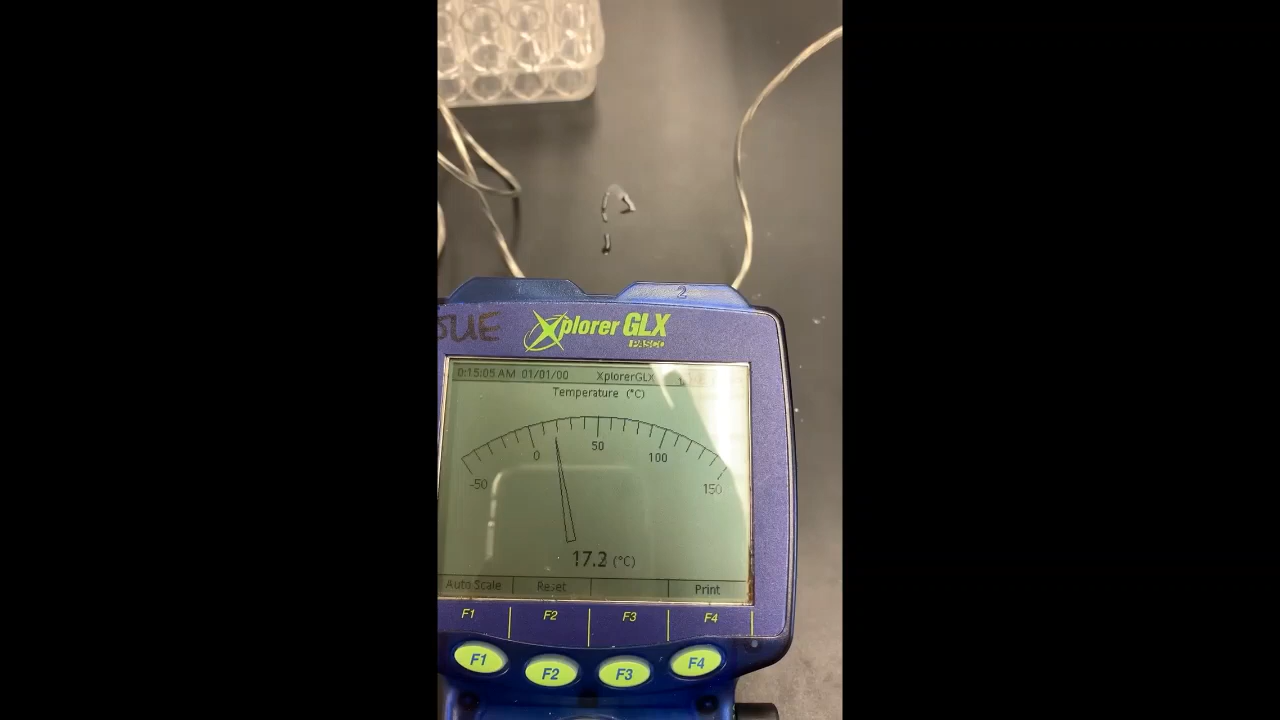 2
SUE
Xplorer GLX
PASCO
0:15:05 AM 01/01/00 XplorerGLX
Temperature (°C)
-50 0 50 100 150
17.2 (°C)
Auto Scale Reset Print
F1 F2 F3 F4
F1 F2 F3 F4